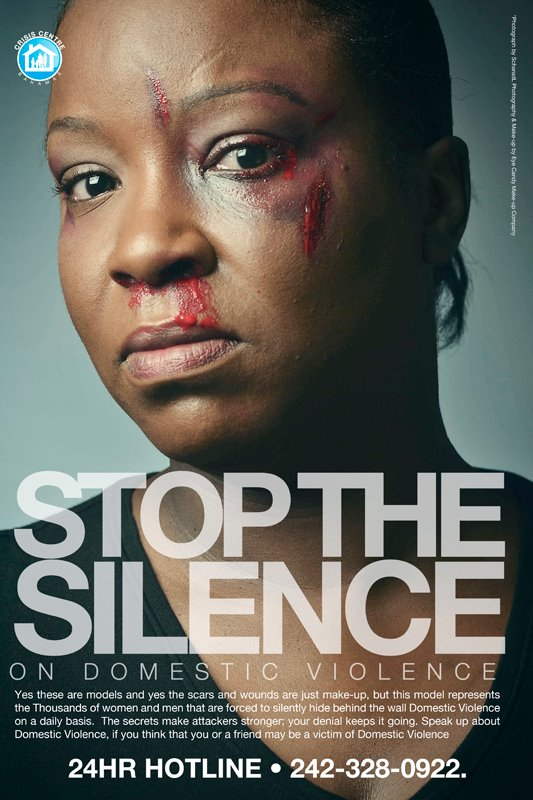 CRISIS CENTRE
BAHAMAS
*Photograph by ScharadL Photography & Make-up by Eye Candy Make-up Company
STOP THE
SILENCE
ON DOMESTIC VIOLENCE
Yes these are models and yes the scars and wounds are just make-up, but this model represents
the Thousands of women and men that are forced to silently hide behind the wall Domestic Violence
on a daily basis.  The secrets make attackers stronger; your denial keeps it going. Speak up about
Domestic Violence, if you think that you or a friend may be a victim of Domestic Violence
24HR HOTLINE • 242-328-0922.